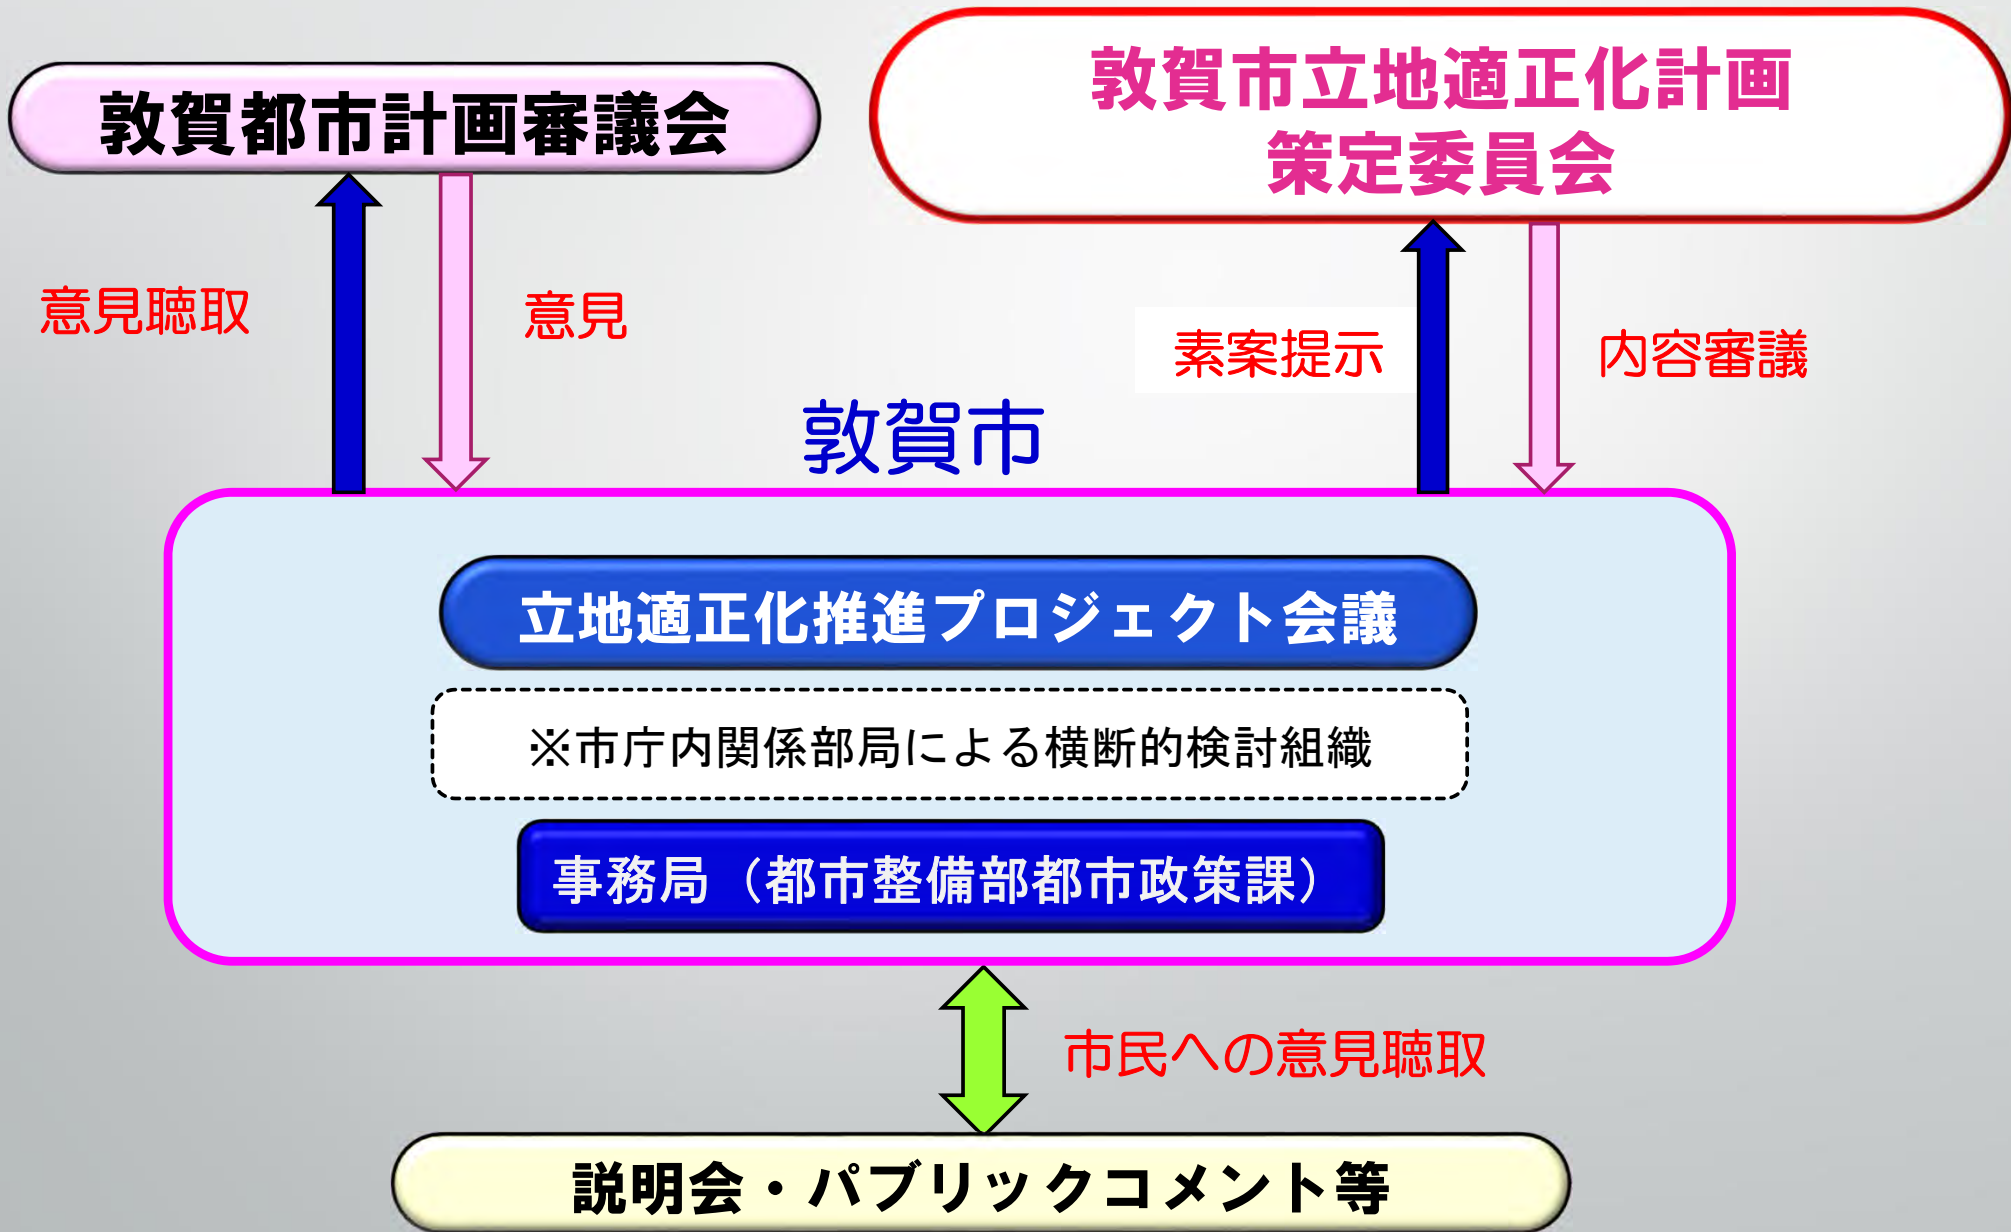 敦賀都市計画審議会
敦賀市立地適正化計画
策定委員会
意見聴取
意見
素案提示
内容審議
敦賀市
立地適正化推進プロジェクト会議
※市庁内関係部局による横断的検討組織
事務局（都市整備部都市政策課）
市民への意見聴取
説明会・パブリックコメント等